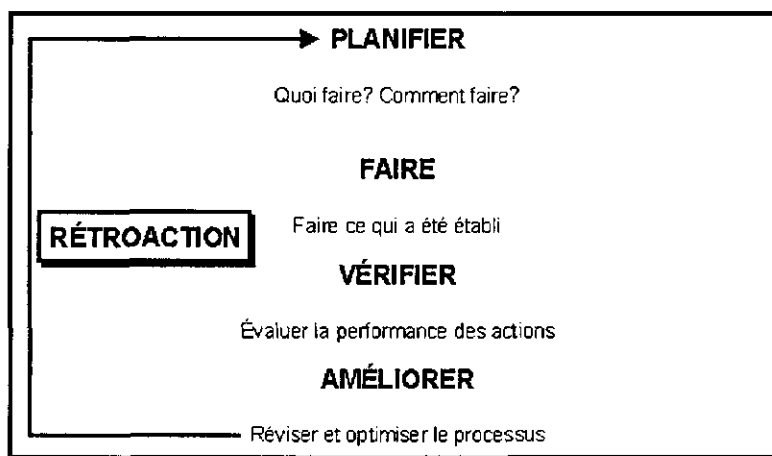 PLANIFIER
Quoi faire? Comment faire?
FAIRE
RÉTROACTION
Faire ce qui a été établi
VÉRIFIER
Évaluer la performance des actions
AMÉLIORER
Réviser et optimiser le processus